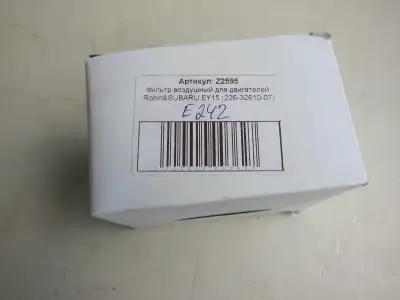 Артикул: Z2595
Фильтр воздушный для двигателей
Robin&SUBARU EY15 (226-32610-07)
E242